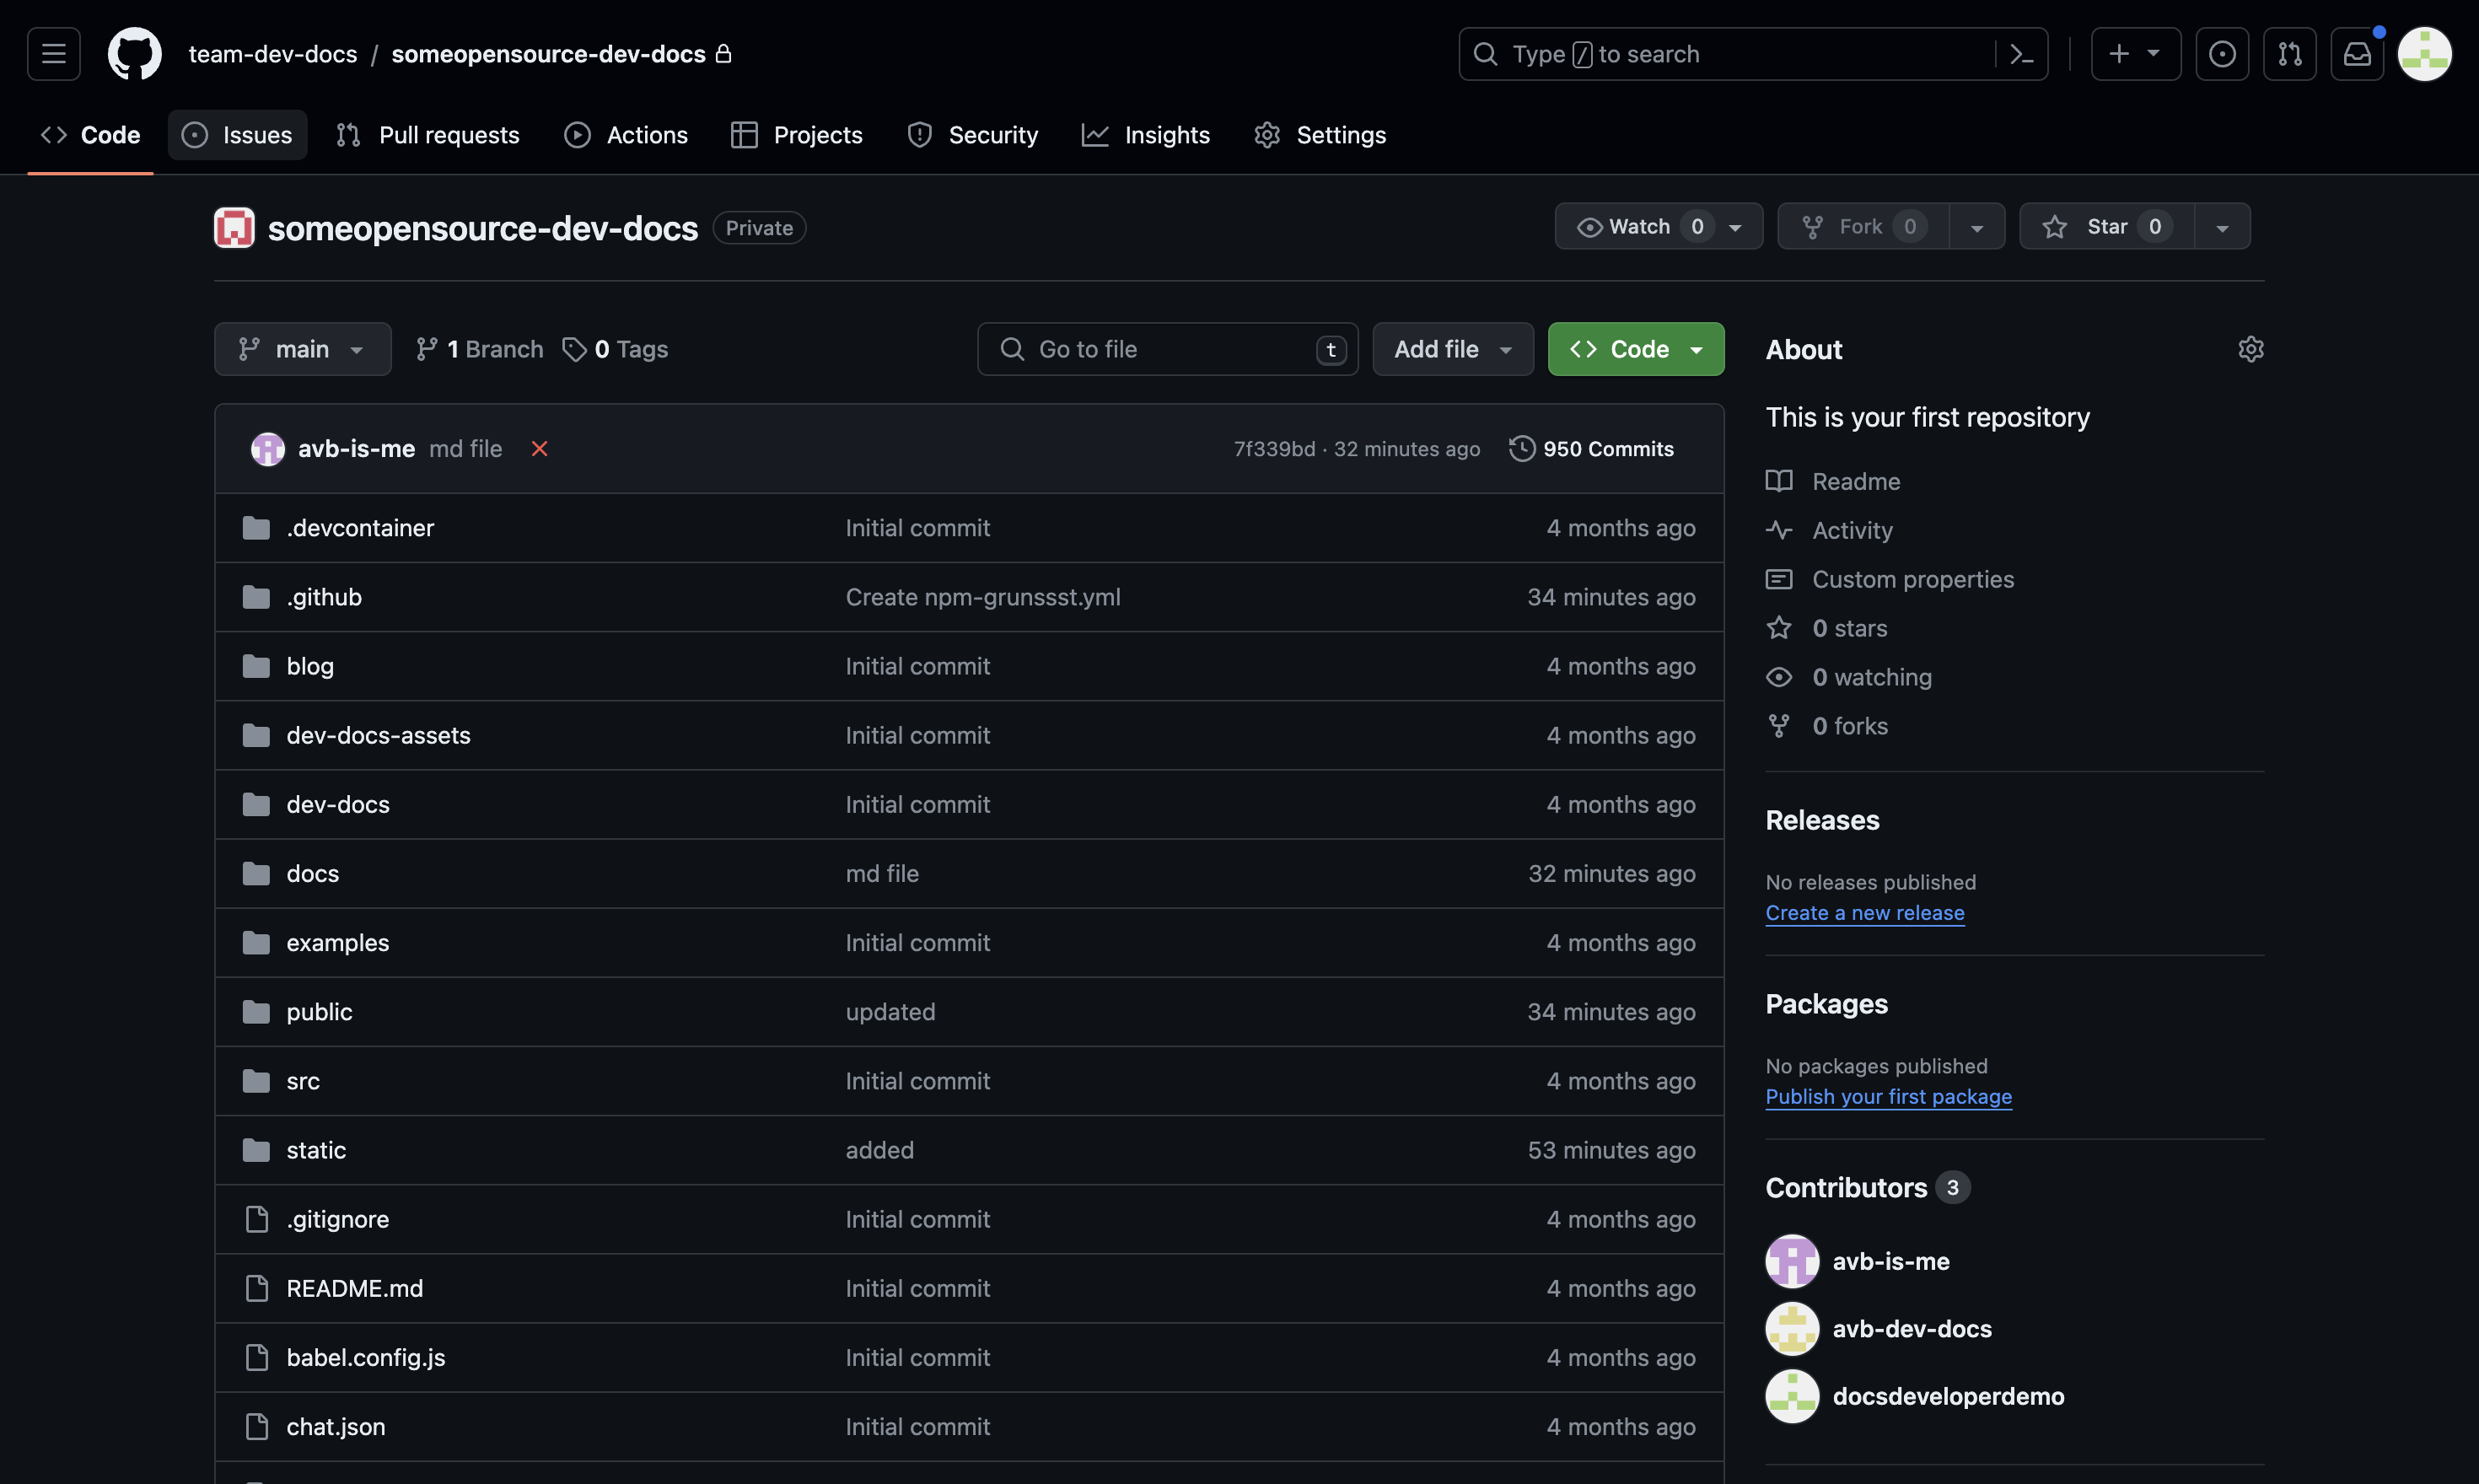 team-dev-docs / someopensource-dev-docs
Type / to search
Code Issues Pull requests Actions Projects Security Insights Settings
someopensource-dev-docs Private
Watch 0 Fork 0 Star 0
main 1 Branch 0 Tags
Go to file t Add file Code
avb-is-me md file 7f339bd · 32 minutes ago 950 Commits
.devcontainer Initial commit 4 months ago
.github Create npm-grunssst.yml 34 minutes ago
blog Initial commit 4 months ago
dev-docs-assets Initial commit 4 months ago
dev-docs Initial commit 4 months ago
docs md file 32 minutes ago
examples Initial commit 4 months ago
public updated 34 minutes ago
src Initial commit 4 months ago
static added 53 minutes ago
.gitignore Initial commit 4 months ago
README.md Initial commit 4 months ago
babel.config.js Initial commit 4 months ago
chat.json Initial commit 4 months ago
About
This is your first repository
Readme
Activity
Custom properties
0 stars
0 watching
0 forks
Releases
No releases published
Create a new release
Packages
No packages published
Publish your first package
Contributors 3
avb-is-me
avb-dev-docs
docsdeveloperdemo